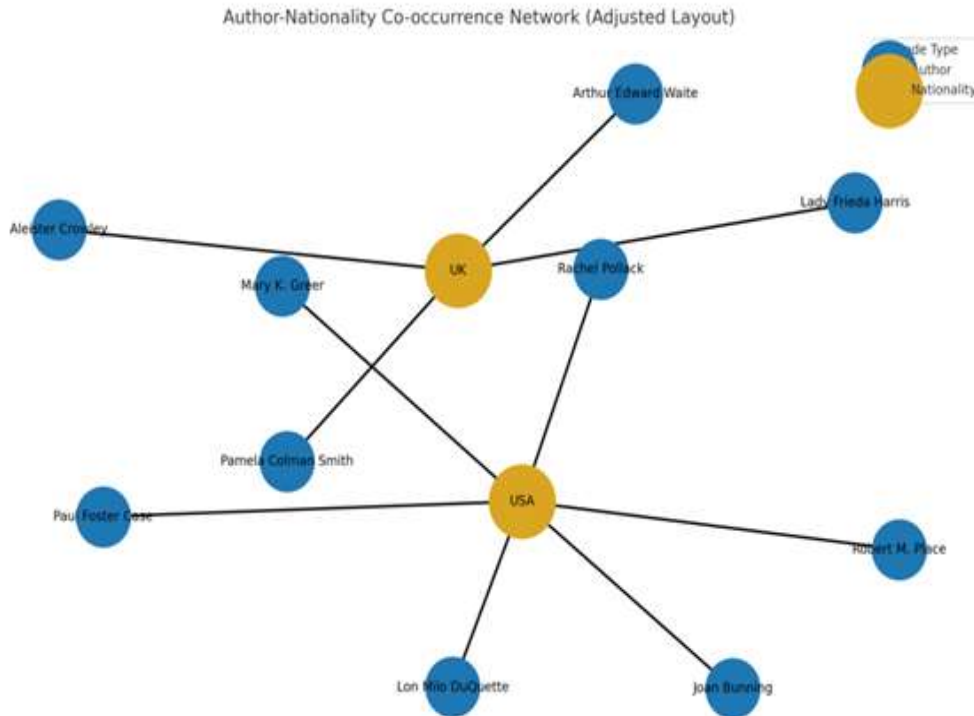 Author-Nationality Co-occurrence Network (Adjusted Layout)
Type
Author
Nationality
Arthur Edward Waite
Lady Frieda Harris
Aleister Crowley
UK
Rachel Pollack
Mary K. Greer
Pamela Colman Smith
USA
Paul Foster Case
Robert M. Place
Lon Milo DuQuette
Joan Bunning